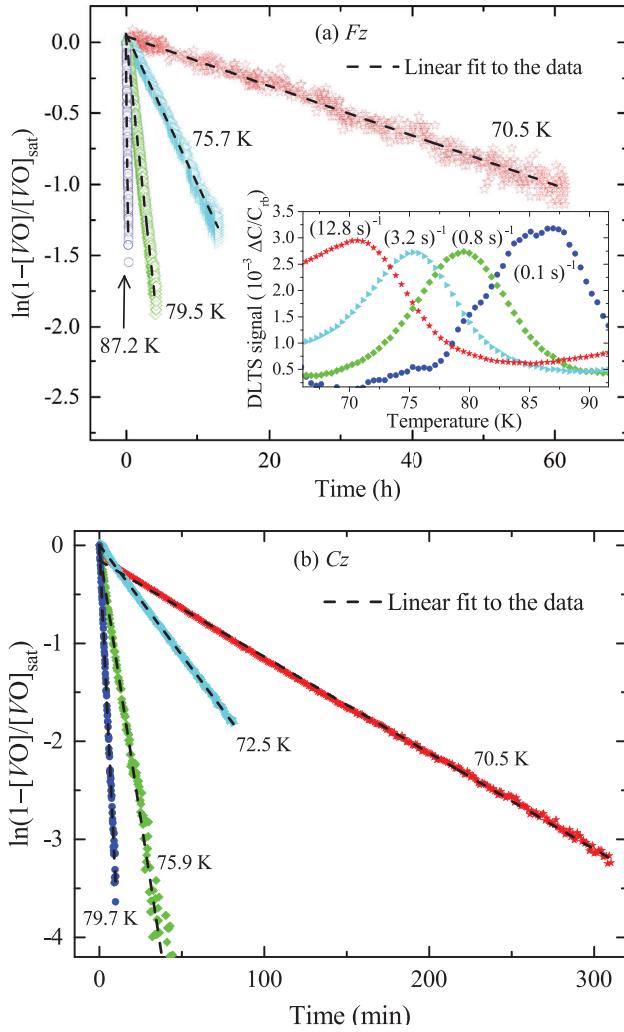 (a) Fz
Linear fit to the data
ln(1−[VO]/[VO]sat)
0.0
-0.5
-1.0
-1.5
-2.0
-2.5
75.7 K
70.5 K
79.5 K
87.2 K
DLTS signal (10⁻³ ΔC/Crb)
3.5
3.0
2.5
2.0
1.5
1.0
0.5
(12.8 s)⁻¹
(3.2 s)⁻¹
(0.8 s)⁻¹
(0.1 s)⁻¹
70 75 80 85 90
Temperature (K)
0 20 40 60
Time (h)
(b) Cz
Linear fit to the data
ln(1−[VO]/[VO]sat)
0
-1
-2
-3
-4
72.5 K
70.5 K
75.9 K
79.7 K
0 100 200 300
Time (min)